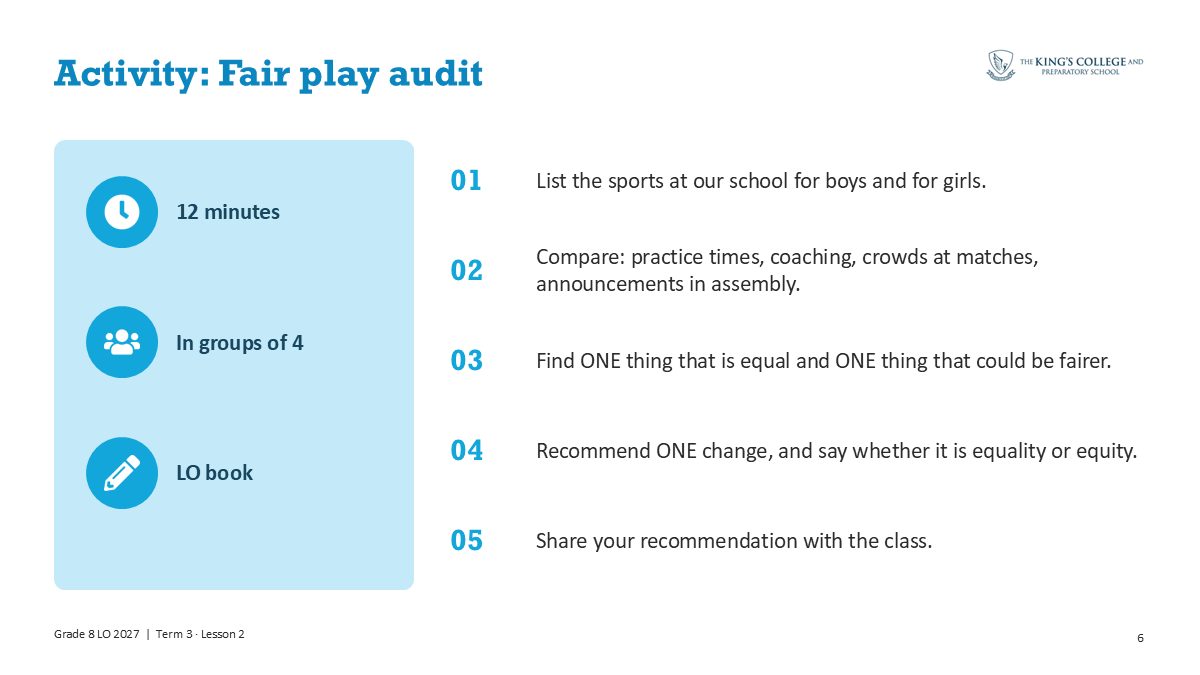 Activity: Fair play audit
THE KING'S COLLEGE AND
PREPARATORY SCHOOL
12 minutes
In groups of 4
LO book
01
List the sports at our school for boys and for girls.
02
Compare: practice times, coaching, crowds at matches,
announcements in assembly.
03
Find ONE thing that is equal and ONE thing that could be fairer.
04
Recommend ONE change, and say whether it is equality or equity.
05
Share your recommendation with the class.
Grade 8 LO 2027 | Term 3 · Lesson 2
6